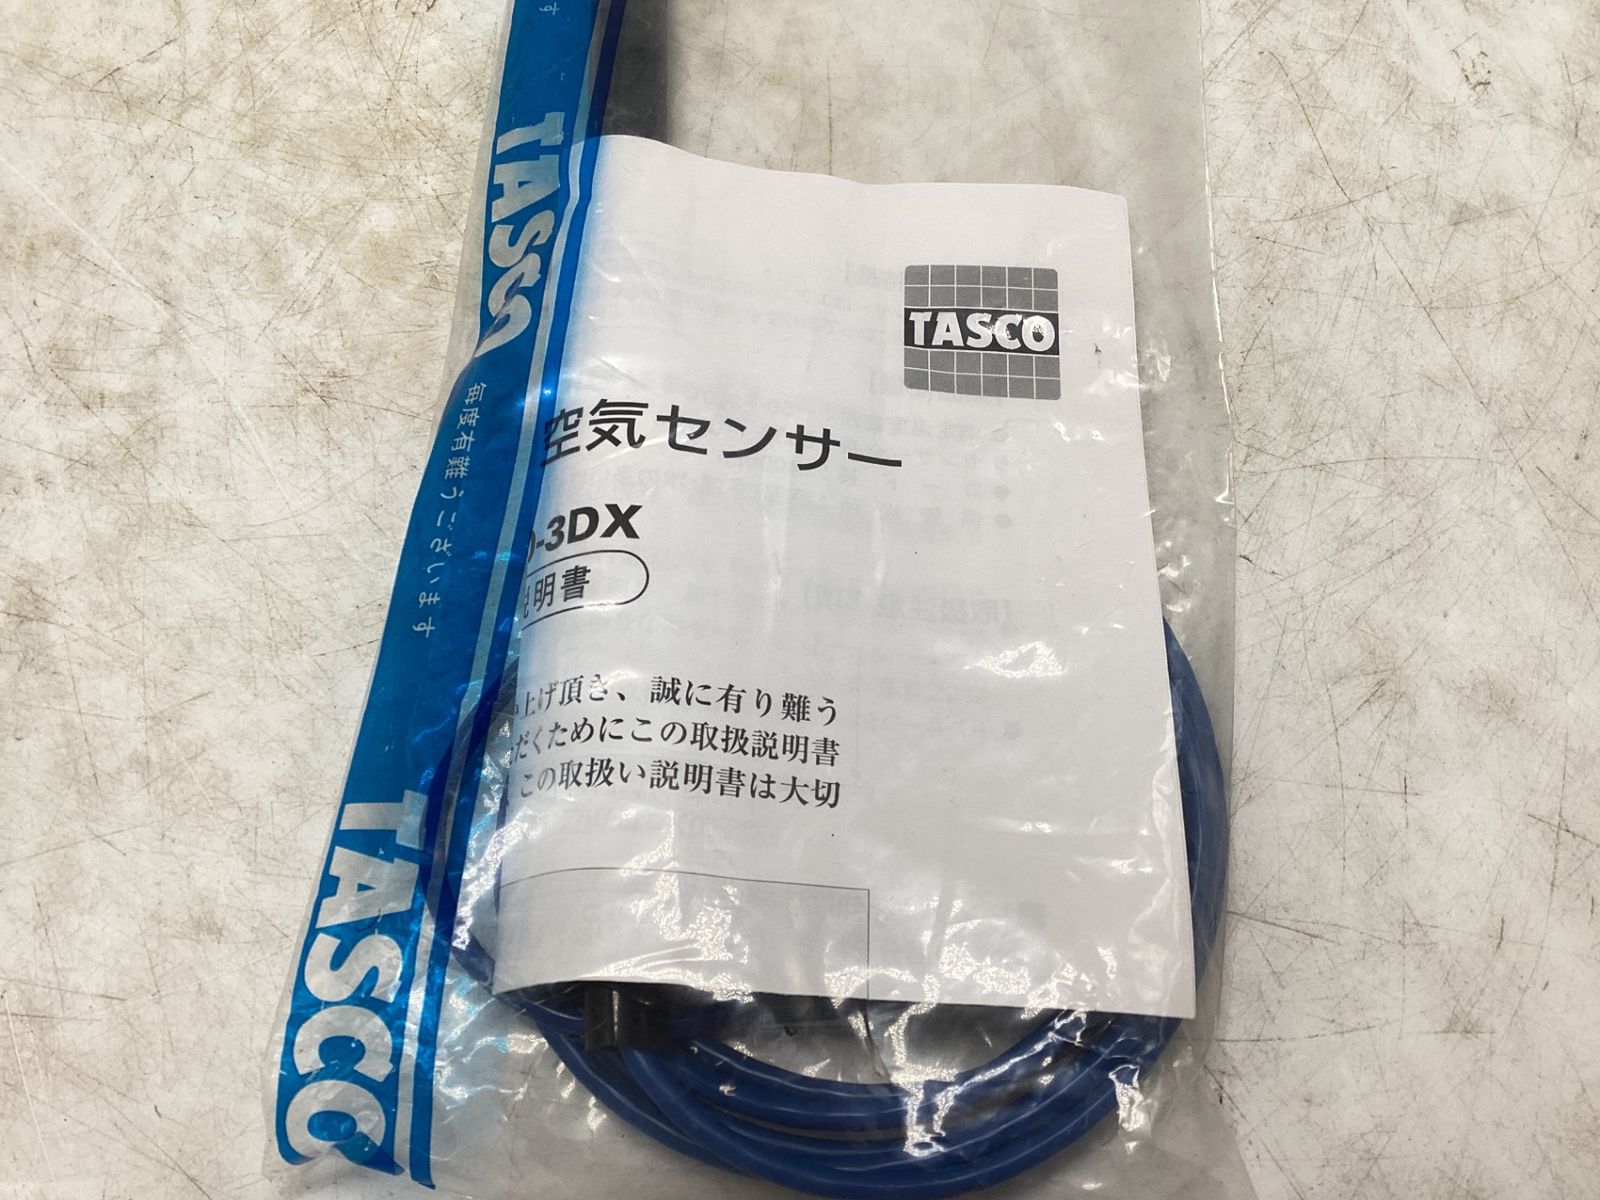 す
TASCO
毎度有難うございます
TASCO
TASCO
空気センサー
-3DX
説明書
上げ頂き、誠に有り難う
だくためにこの取扱説明書
この取扱い説明書は大切